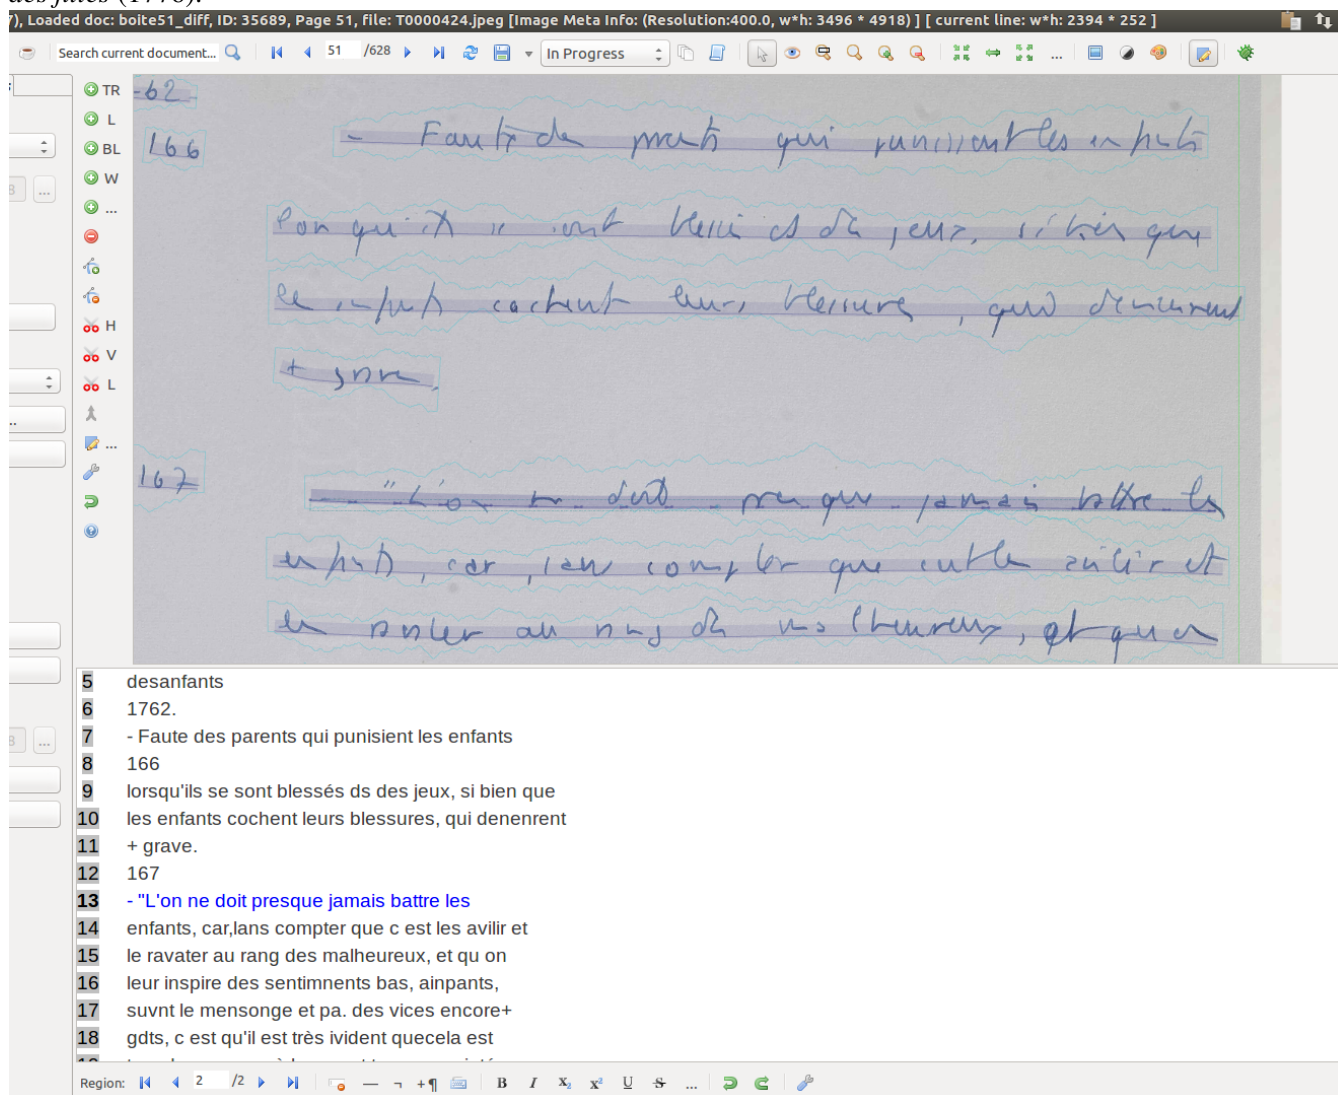 des filles (1776).
7), Loaded doc: boite51_diff, ID: 35689, Page 51, file: T0000424.jpeg [Image Meta Info: (Resolution:400.0, w*h: 3496 * 4918) ] [ current line: w*h: 2394 * 252 ]
Search current document... 51 /628 In Progress ...
TR
L
BL
W
...
H
V
L
...
-62-
166 - Faute des parents qui punissent les enfants
lorsqu'ils se sont blessés ds des jeux, si bien que
les enfants cachent leurs blessures, qui deviennent
+ grave.
167 - "L'on ne doit presque jamais battre les
enfants, car, sans compter que c'est les avilir et
les ravaler au rang des malheureux, et qu'on
5 desanfants
6 1762.
7 - Faute des parents qui punisient les enfants
8 166
9 lorsqu'ils se sont blessés ds des jeux, si bien que
10 les enfants cochent leurs blessures, qui denenrent
11 + grave.
12 167
13 - "L'on ne doit presque jamais battre les
14 enfants, car,lans compter que c est les avilir et
15 le ravater au rang des malheureux, et qu on
16 leur inspire des sentimnents bas, ainpants,
17 suvnt le mensonge et pa. des vices encore+
18 gdts, c est qu'il est très ivident quecela est
Region: 2 /2 B I X₂ X² U S ...